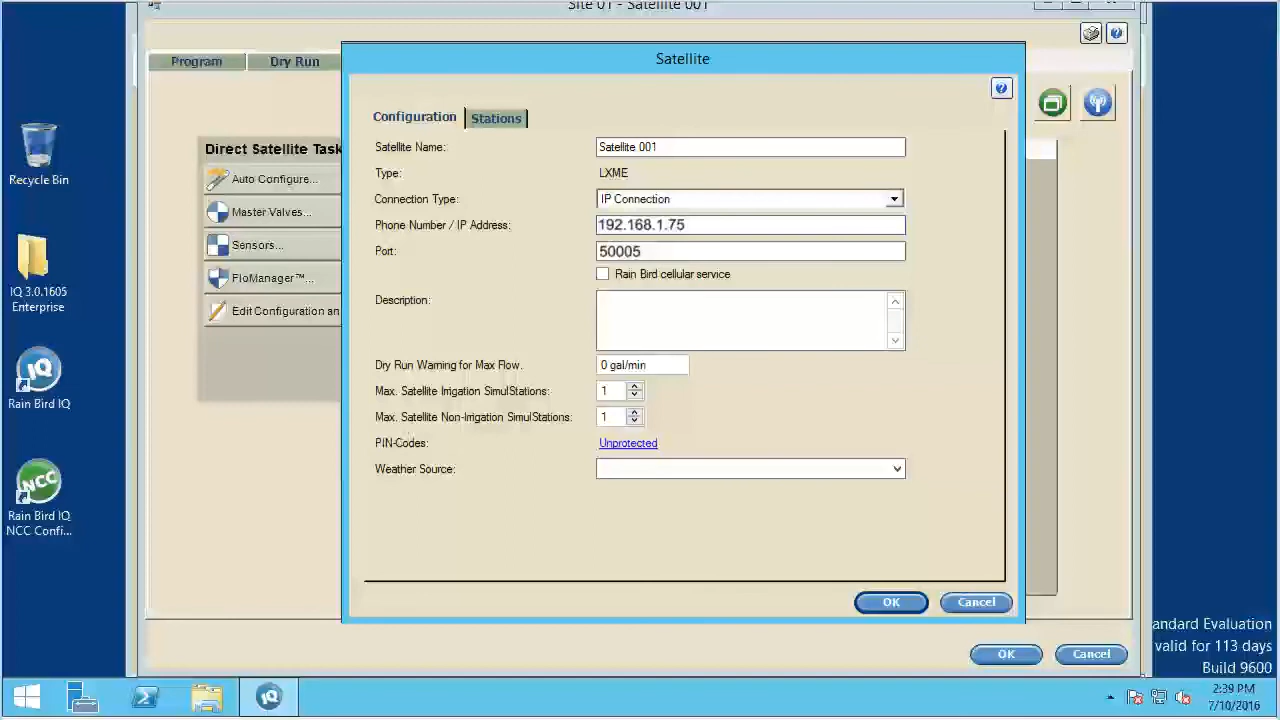 Site 01 - Satellite 001
Program
Dry Run
Satellite
Configuration
Stations
Direct Satellite Task
Auto Configure...
Master Valves...
Sensors...
FloManager™...
Edit Configuration an
Satellite Name:
Satellite 001
Type:
LXME
Connection Type:
IP Connection
Phone Number / IP Address:
192.168.1.75
Port:
50005
Rain Bird cellular service
Description:
Dry Run Warning for Max Flow.
0 gal/min
Max. Satellite Irrigation SimulStations:
1
Max. Satellite Non-Irrigation SimulStations:
1
PIN-Codes:
Unprotected
Weather Source:
OK
Cancel
OK
Cancel
Recycle Bin
IQ 3.0.1605
Enterprise
IQ
Rain Bird IQ
NCC
Rain Bird IQ
NCC Confi...
andard Evaluation
valid for 113 days
Build 9600
IQ
2:39 PM
7/10/2016